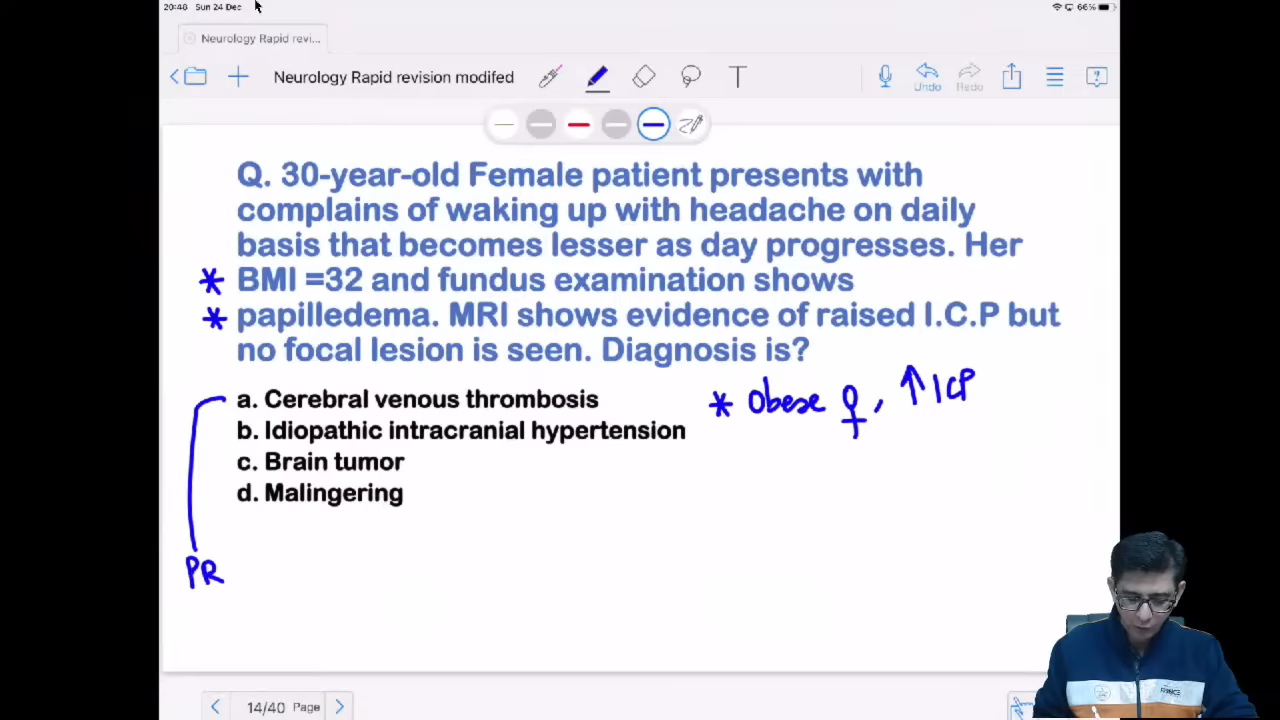 20:48 Sun 24 Dec
66%
Neurology Rapid revi...
Neurology Rapid revision modifed
T
Undo
Redo
Q. 30-year-old Female patient presents with
complains of waking up with headache on daily
basis that becomes lesser as day progresses. Her
* BMI =32 and fundus examination shows
* papilledema. MRI shows evidence of raised I.C.P but
no focal lesion is seen. Diagnosis is?
a. Cerebral venous thrombosis
* Obese ♀, ↑ ICP
b. Idiopathic intracranial hypertension
c. Brain tumor
d. Malingering
PR
14/40 Page